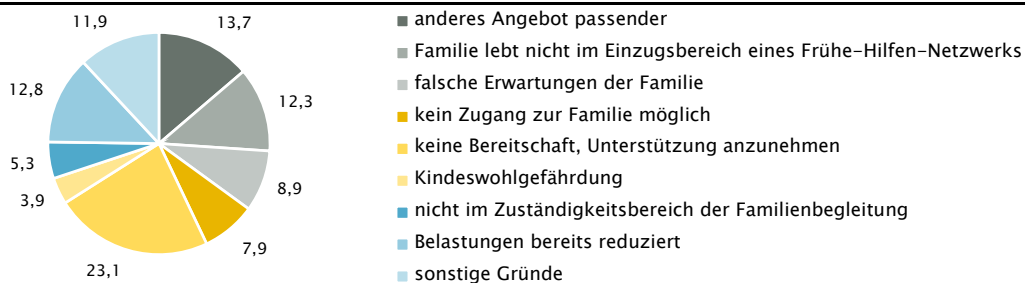 11,9
13,7
12,8
12,3
5,3
8,9
3,9
7,9
23,1
anderes Angebot passender
Familie lebt nicht im Einzugsbereich eines Frühe-Hilfen-Netzwerks
falsche Erwartungen der Familie
kein Zugang zur Familie möglich
keine Bereitschaft, Unterstützung anzunehmen
Kindeswohlgefährdung
nicht im Zuständigkeitsbereich der Familienbegleitung
Belastungen bereits reduziert
sonstige Gründe